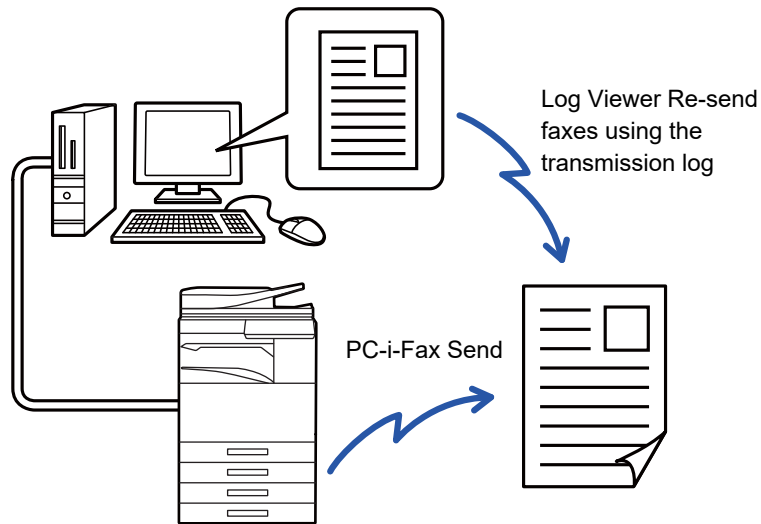 Log Viewer Re-send
faxes using the
transmission log
PC-i-Fax Send